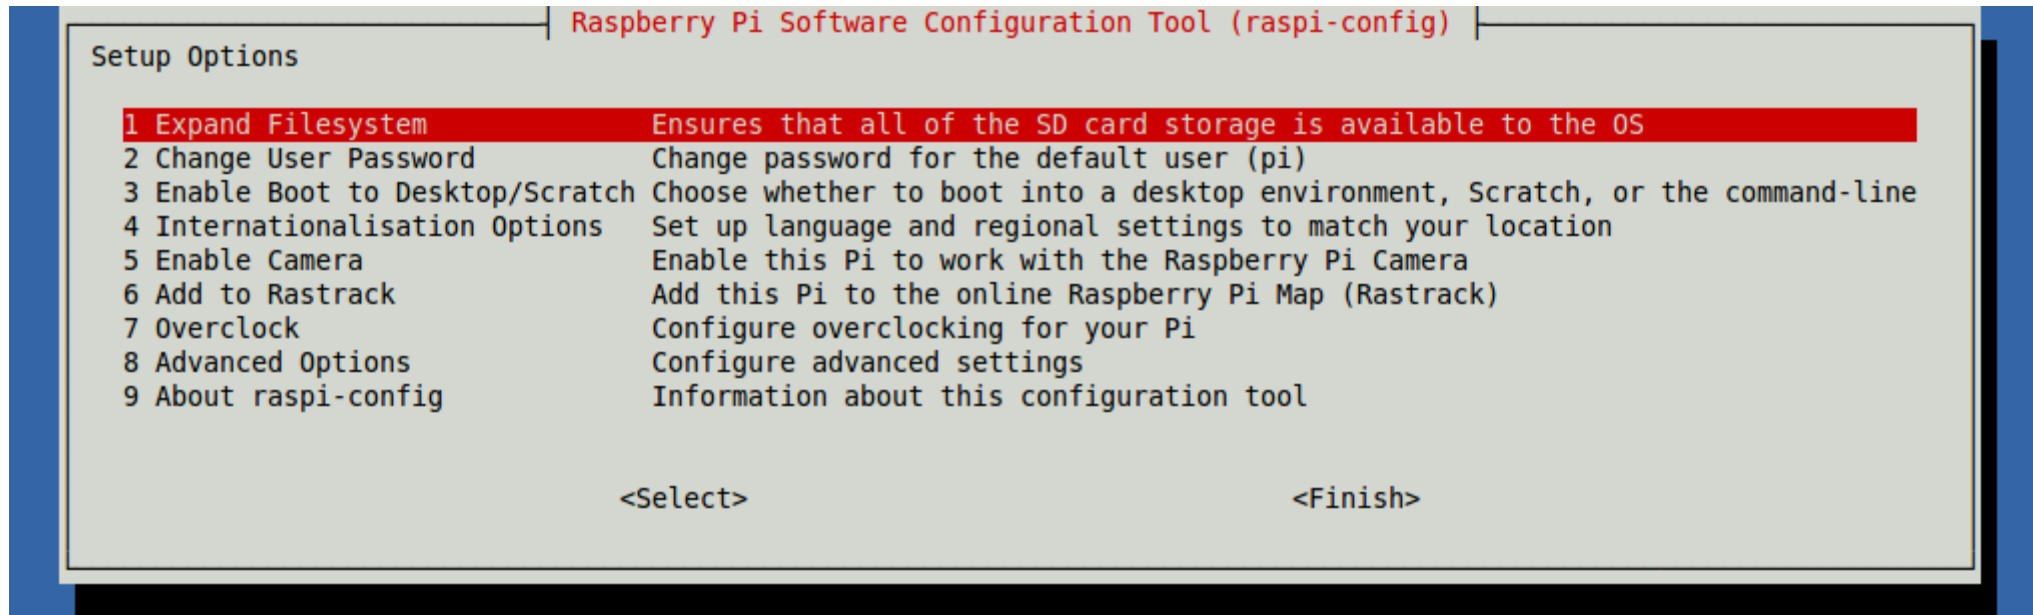 Raspberry Pi Software Configuration Tool (raspi-config)
Setup Options
1 Expand Filesystem Ensures that all of the SD card storage is available to the OS
2 Change User Password Change password for the default user (pi)
3 Enable Boot to Desktop/Scratch Choose whether to boot into a desktop environment, Scratch, or the command-line
4 Internationalisation Options Set up language and regional settings to match your location
5 Enable Camera Enable this Pi to work with the Raspberry Pi Camera
6 Add to Rastrack Add this Pi to the online Raspberry Pi Map (Rastrack)
7 Overclock Configure overclocking for your Pi
8 Advanced Options Configure advanced settings
9 About raspi-config Information about this configuration tool
<Select> <Finish>